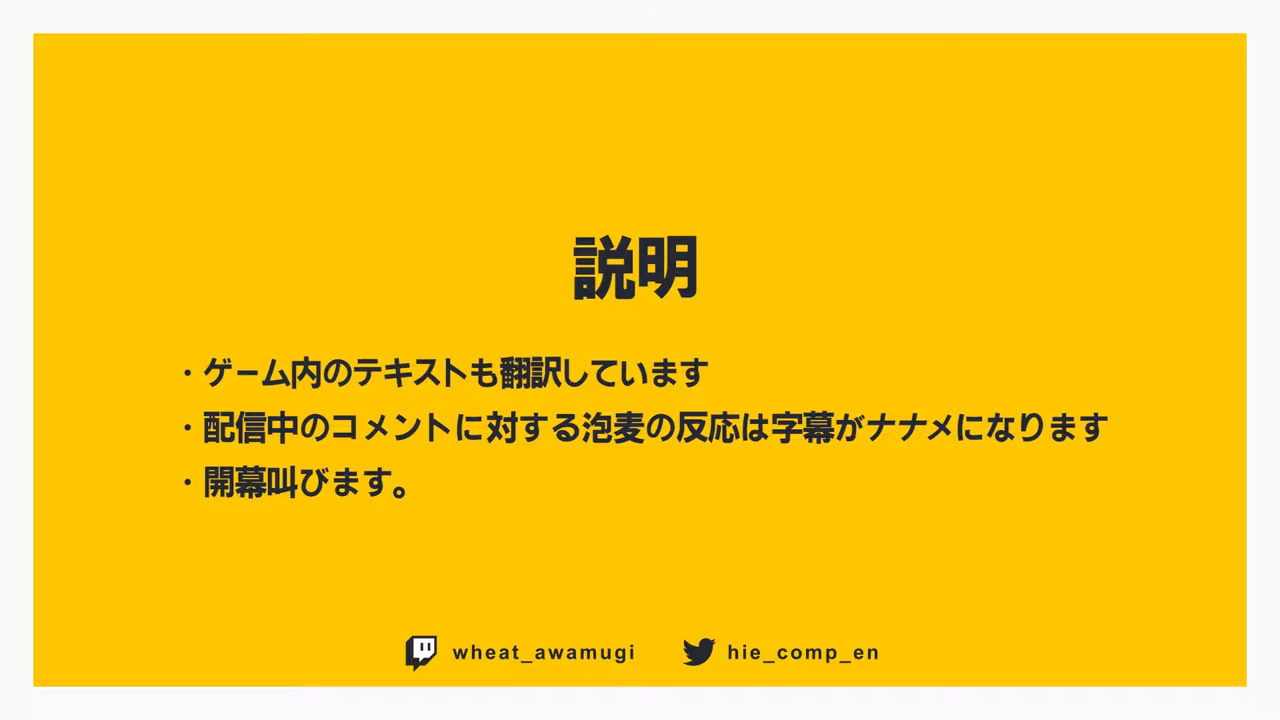 説明
・ゲーム内のテキストも翻訳しています
・配信中のコメントに対する泡麦の反応は字幕がナナメになります
・開幕叫びます。
wheat_awamugi
hie_comp_en